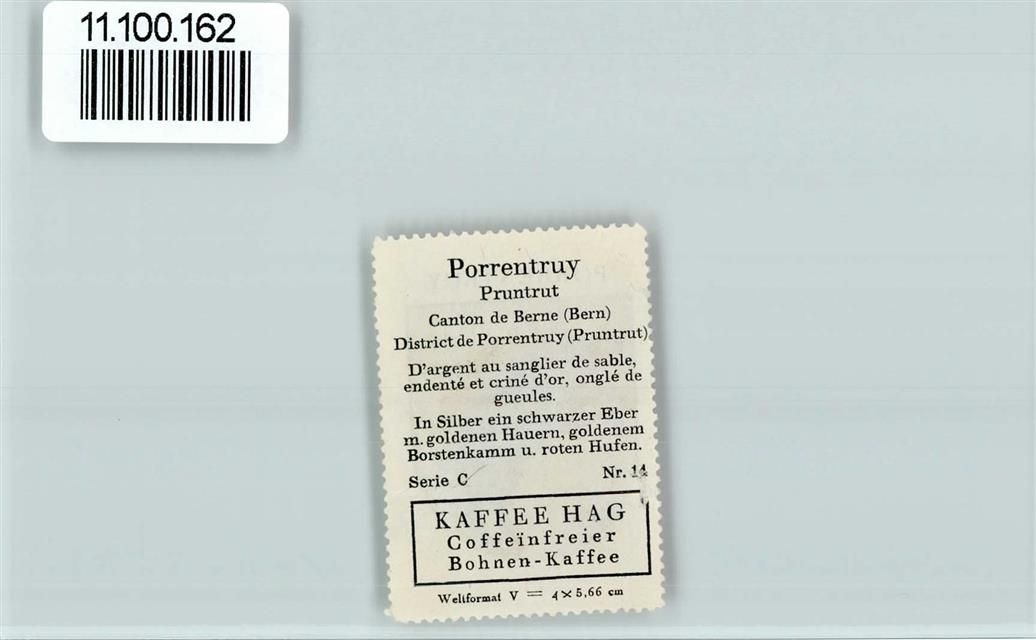 11.100.162
Porrentruy
Pruntrut
Canton de Berne (Bern)
District de Porrentruy (Pruntrut)
D'argent au sanglier de sable,
endenté et criné d'or, onglé de
gueules.
In Silber ein schwarzer Eber
m. goldenen Hauern, goldenem
Borstenkamm u. roten Hufen.
Serie C Nr. 14
KAFFEE HAG
Coffeïnfreier
Bohnen-Kaffee
Weltformat V = 4 × 5,66 cm